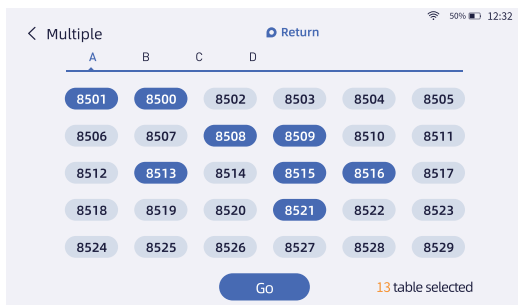 50% 12:32
Multiple Return
A B C D
8501 8500 8502 8503 8504 8505
8506 8507 8508 8509 8510 8511
8512 8513 8514 8515 8516 8517
8518 8519 8520 8521 8522 8523
8524 8525 8526 8527 8528 8529
Go 13 table selected